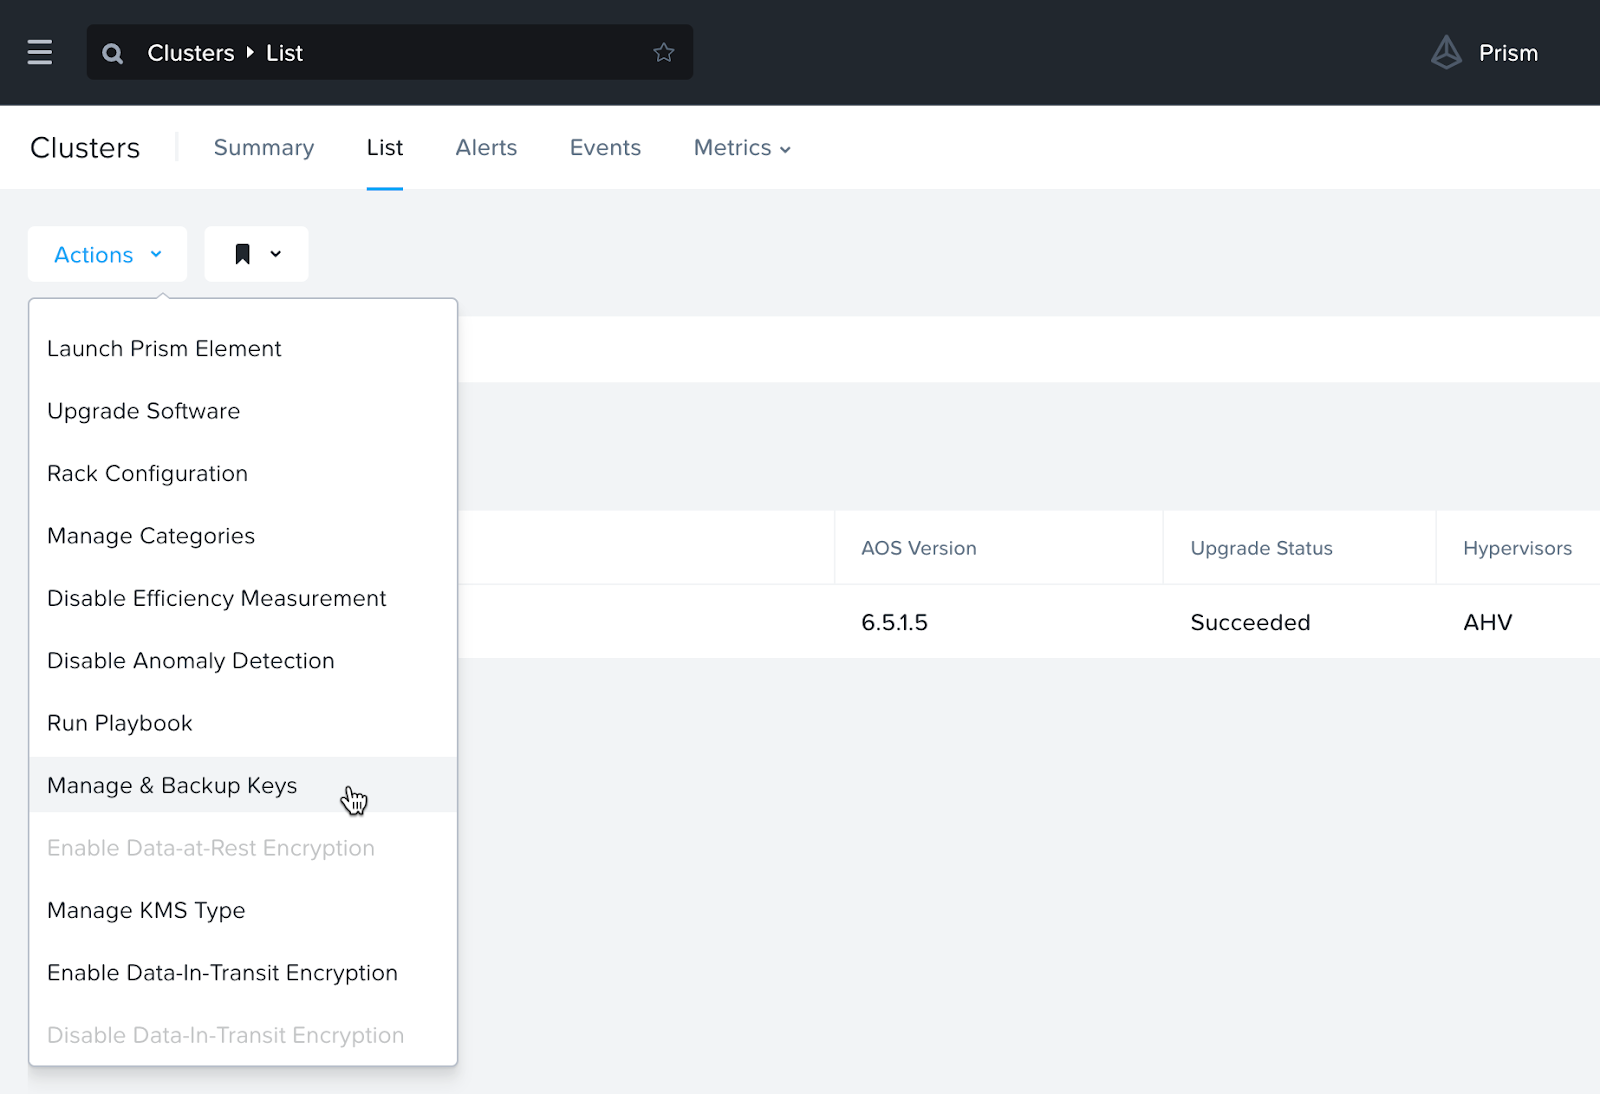 Clusters List
Prism
Clusters
Summary
List
Alerts
Events
Metrics
Actions
Launch Prism Element
Upgrade Software
Rack Configuration
Manage Categories
Disable Efficiency Measurement
Disable Anomaly Detection
Run Playbook
Manage & Backup Keys
Enable Data-at-Rest Encryption
Manage KMS Type
Enable Data-In-Transit Encryption
Disable Data-In-Transit Encryption
AOS Version
Upgrade Status
Hypervisors
6.5.1.5
Succeeded
AHV